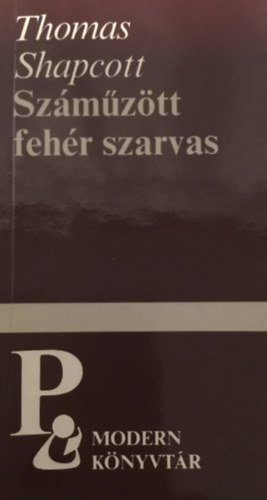 Thomas
Shapcott
Száműzött
fehér szarvas
P
MODERN
KÖNYVTÁR